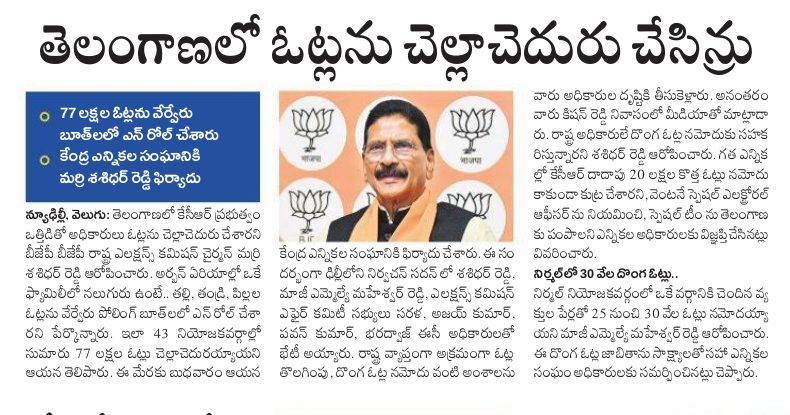 తెలంగాణలో ఓట్లను చెల్లాచెదురు చేసిన్రు
77 లక్షల ఓట్లను వేర్వేరు
బూత్‌లలో ఎన్ రోల్ చేశారు
కేంద్ర ఎన్నికల సంఘానికి
మర్రి శశిధర్ రెడ్డి ఫిర్యాదు
న్యూఢిల్లీ, వెలుగు: తెలంగాణలో కేసీఆర్ ప్రభుత్వం
ఒత్తిడితో అధికారులు ఓట్లను చెల్లాచెదురు చేశారని
బీజేపీ బీజేపీ రాష్ట్ర ఎలక్షన్స్ కమిషన్ చైర్మన్ మర్రి
శశిధర్ రెడ్డి ఆరోపించారు. అర్బన్ ఏరియాల్లో ఒకే
ఫ్యామిలీలో నలుగురు ఉంటే.. తల్లి, తండ్రి, పిల్లల
ఓట్లను వేర్వేరు పోలింగ్ బూత్‌లలో ఎన్ రోల్ చేశా
రని పేర్కొన్నారు. ఇలా 43 నియోజకవర్గాల్లో
సుమారు 77 లక్షల ఓట్లు చెల్లాచెదురయ్యాయని
ఆయన తెలిపారు. ఈ మేరకు బుధవారం ఆయన
भाजपा
भाजपा
కేంద్ర ఎన్నికల సంఘానికి ఫిర్యాదు చేశారు. ఈ సం
దర్భంగా ఢిల్లీలోని నిర్వచన్ సదన్ లో శశిధర్ రెడ్డి,
మాజీ ఎమ్మెల్యే మహేశ్వర్ రెడ్డి, ఎలక్షన్స్ కమిషన్
ఎఫైర్ కమిటీ సభ్యులు సరళ, అజయ్ కుమార్,
పవన్ కుమార్, భరద్వాజ్ ఈసీ అధికారులతో
భేటీ అయ్యారు. రాష్ట్ర వ్యాప్తంగా అక్రమంగా ఓట్ల
తొలగింపు, దొంగ ఓట్ల నమోదు వంటి అంశాలను
వారు అధికారుల దృష్టికి తీసుకెళ్లారు. అనంతరం
వారు కిషన్ రెడ్డి నివాసంలో మీడియాతో మాట్లాడా
రు. రాష్ట్ర అధికారులే దొంగ ఓట్ల నమోదుకు సహక
రిస్తున్నారని శశిధర్ రెడ్డి ఆరోపించారు. గత ఎన్నిక
ల్లో కేసీఆర్ దాదాపు 20 లక్షల కొత్త ఓట్లు నమోదు
కాకుండా కుట్ర చేశారని, వెంటనే స్పెషల్ ఎలక్టోరల్
ఆఫీసర్ ను నియమించి, స్పెషల్ టీం ను తెలంగాణ
కు పంపాలని ఎన్నికల అధికారులకు విజ్ఞప్తి చేసినట్లు
వివరించారు.
నిర్మల్‌లో 30 వేల దొంగ ఓట్లు..
నిర్మల్ నియోజకవర్గంలో ఒకే వర్గానికి చెందిన వ్య
క్తుల పేర్లతో 25 నుంచి 30 వేల ఓట్లు నమోదయ్యా
యని మాజీ ఎమ్మెల్యే మహేశ్వర్ రెడ్డి ఆరోపించారు.
ఈ దొంగ ఓట్ల జాబితాను సాక్ష్యాలతో సహా ఎన్నికల
సంఘం అధికారులకు సమర్పించినట్లు చెప్పారు.